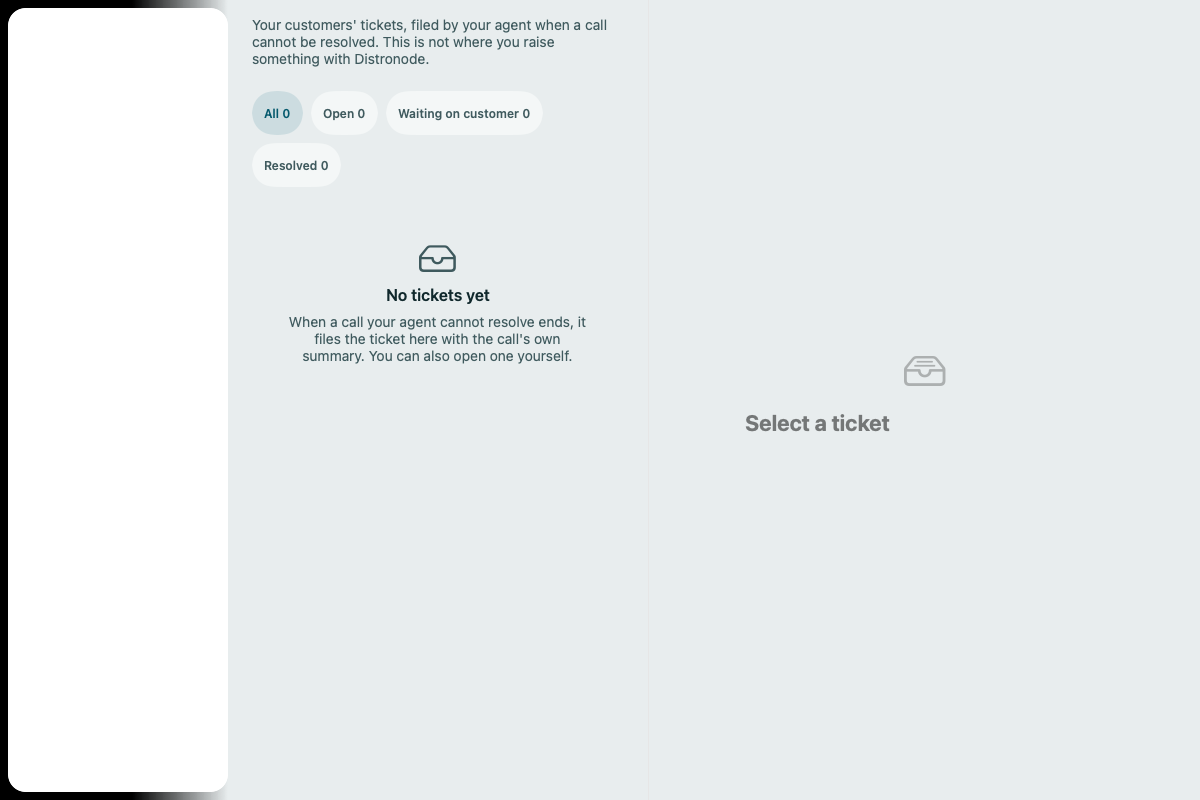 Your customers' tickets, filed by your agent when a call
cannot be resolved. This is not where you raise
something with Distronode.
All 0
Open 0
Waiting on customer 0
Resolved 0
No tickets yet
When a call your agent cannot resolve ends, it
files the ticket here with the call's own
summary. You can also open one yourself.
Select a ticket